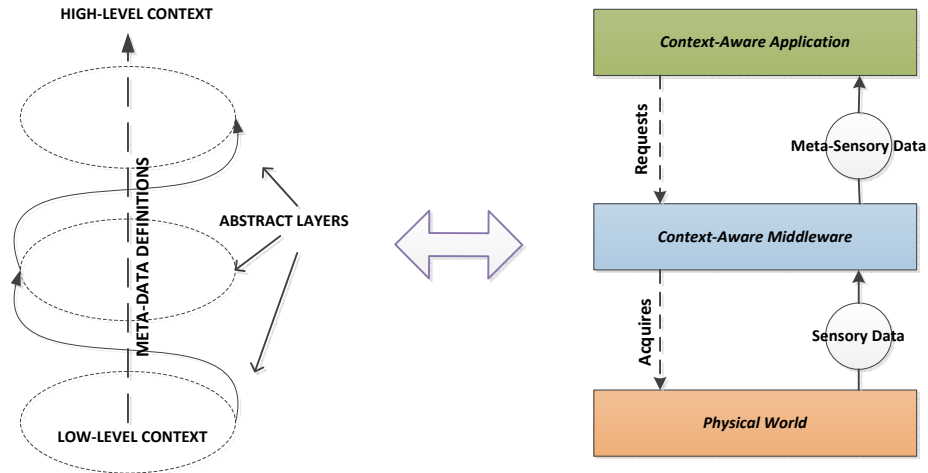 HIGH-LEVEL CONTEXT
META-DATA DEFINITIONS
ABSTRACT LAYERS
LOW-LEVEL CONTEXT
Context-Aware Application
Requests
Meta-Sensory Data
Context-Aware Middleware
Acquires
Sensory Data
Physical World